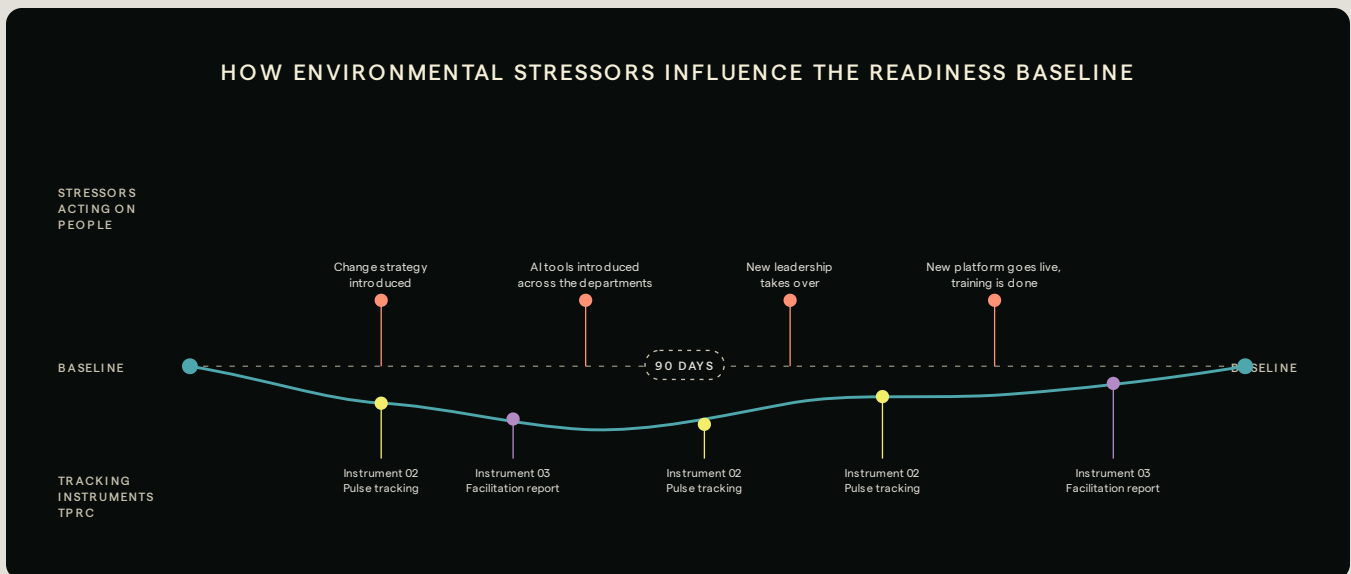 HOW ENVIRONMENTAL STRESSORS INFLUENCE THE READINESS BASELINE
STRESSORS
ACTING ON
PEOPLE
Change strategy
introduced
AI tools introduced
across the departments
New leadership
takes over
New platform goes live,
training is done
BASELINE
90 DAYS
BASELINE
Instrument 02
Pulse tracking
Instrument 03
Facilitation report
Instrument 02
Pulse tracking
Instrument 02
Pulse tracking
Instrument 03
Facilitation report
TRACKING
INSTRUMENTS
TPRC